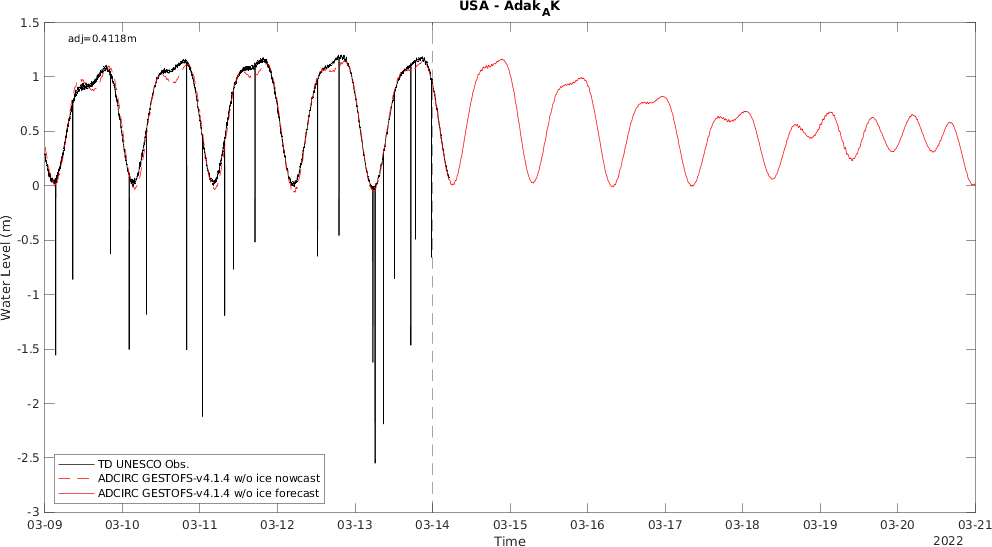 USA - Adak_AK
adj=0.4118m
1.5
1
0.5
0
-0.5
-1
-1.5
-2
-2.5
-3
Water Level (m)
TD UNESCO Obs.
ADCIRC GESTOFS-v4.1.4 w/o ice nowcast
ADCIRC GESTOFS-v4.1.4 w/o ice forecast
03-09 03-10 03-11 03-12 03-13 03-14 03-15 03-16 03-17 03-18 03-19 03-20 03-21
Time
2022